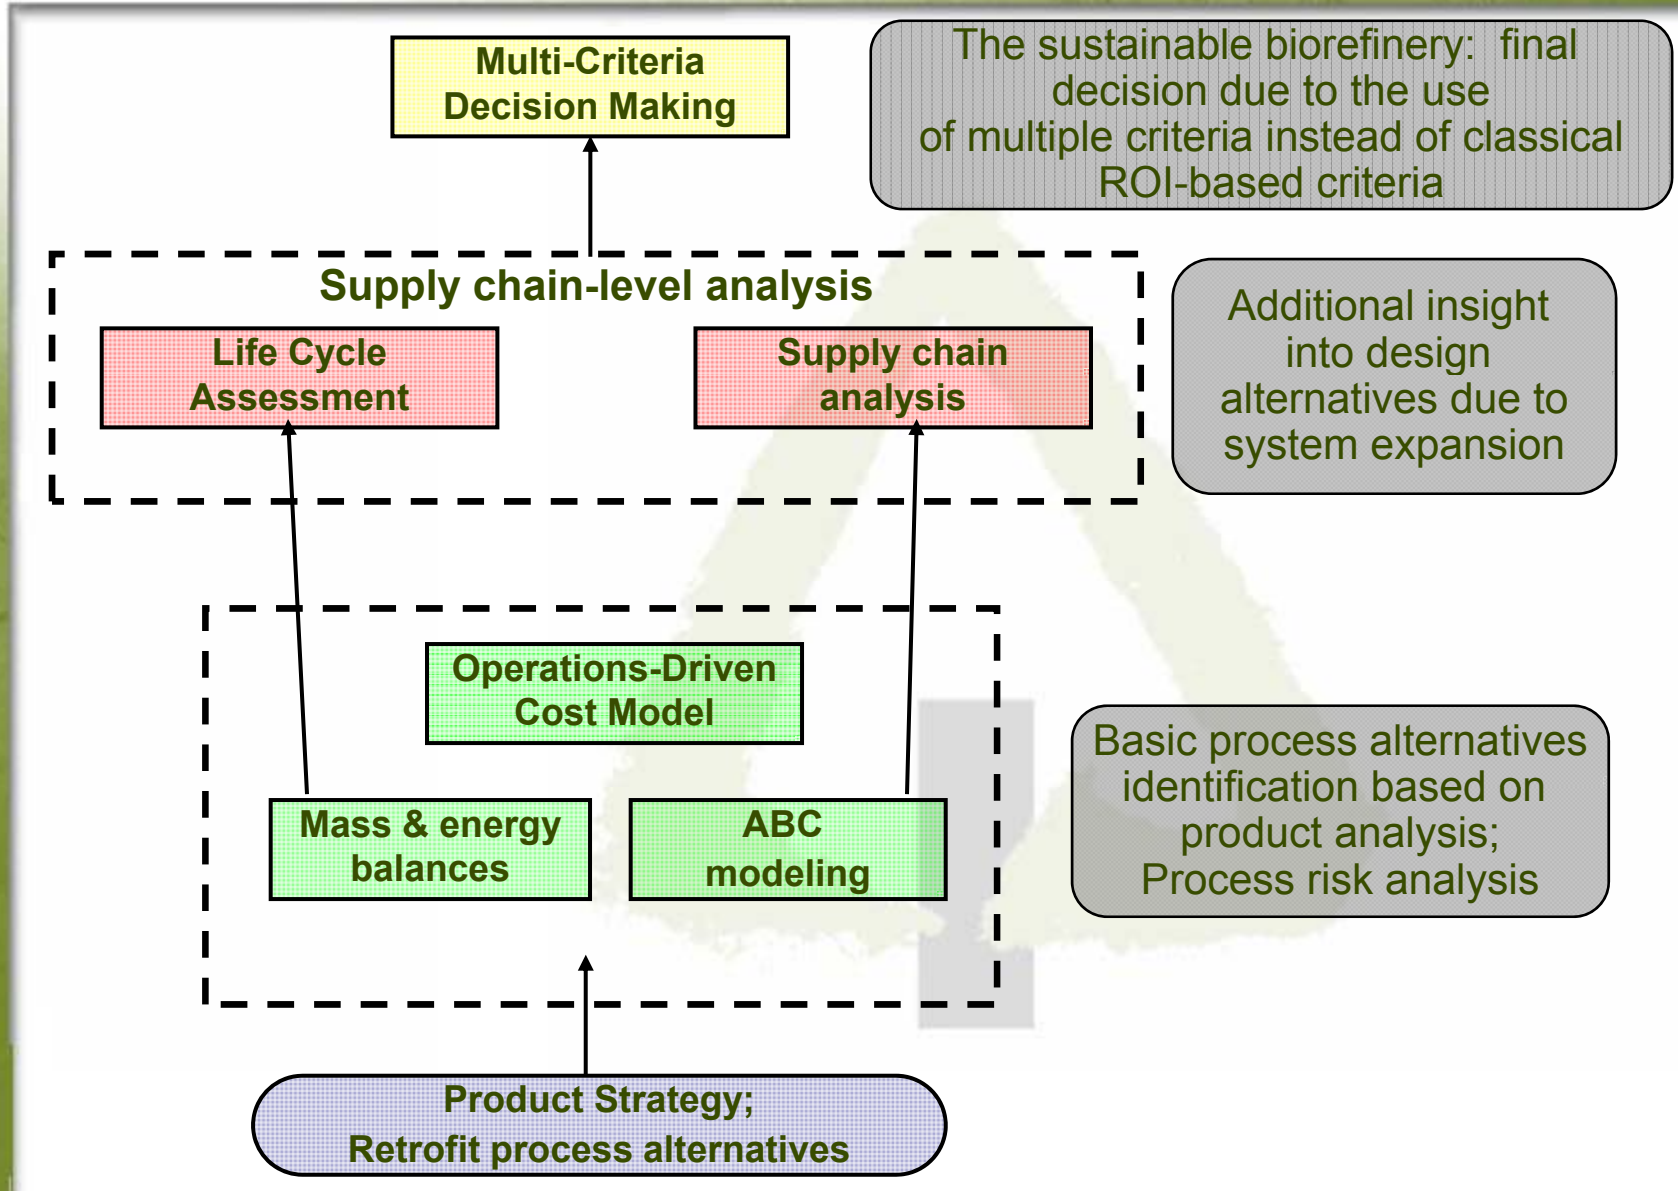 Multi-Criteria
Decision Making
The sustainable biorefinery: final
decision due to the use
of multiple criteria instead of classical
ROI-based criteria
Supply chain-level analysis
Life Cycle
Assessment
Supply chain
analysis
Additional insight
into design
alternatives due to
system expansion
Operations-Driven
Cost Model
Mass & energy
balances
ABC
modeling
Basic process alternatives
identification based on
product analysis;
Process risk analysis
Product Strategy;
Retrofit process alternatives